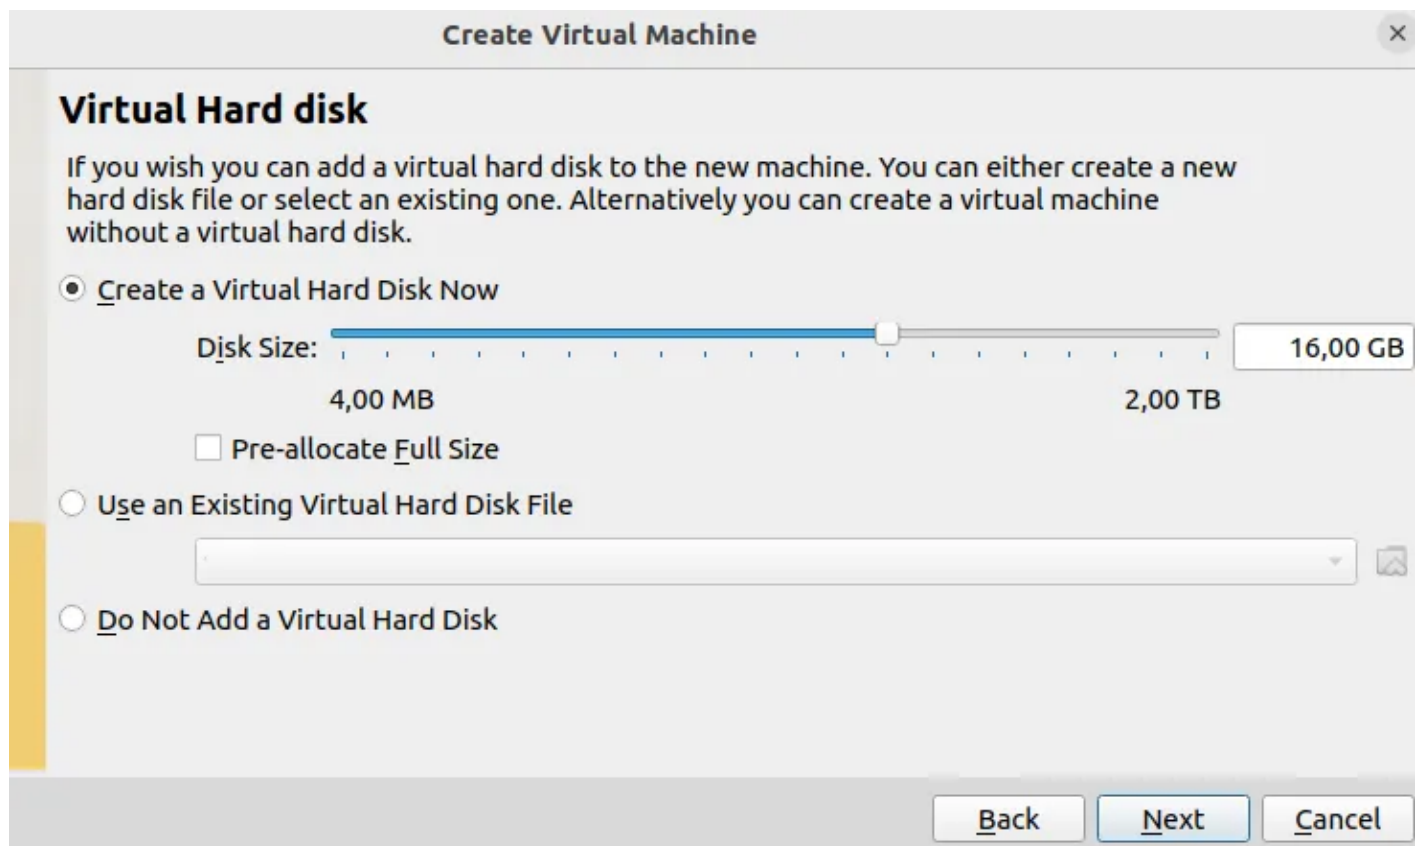 Create Virtual Machine
Virtual Hard disk
If you wish you can add a virtual hard disk to the new machine. You can either create a new
hard disk file or select an existing one. Alternatively you can create a virtual machine
without a virtual hard disk.
Create a Virtual Hard Disk Now
Disk Size:
16,00 GB
4,00 MB
2,00 TB
Pre-allocate Full Size
Use an Existing Virtual Hard Disk File
Do Not Add a Virtual Hard Disk
Back
Next
Cancel